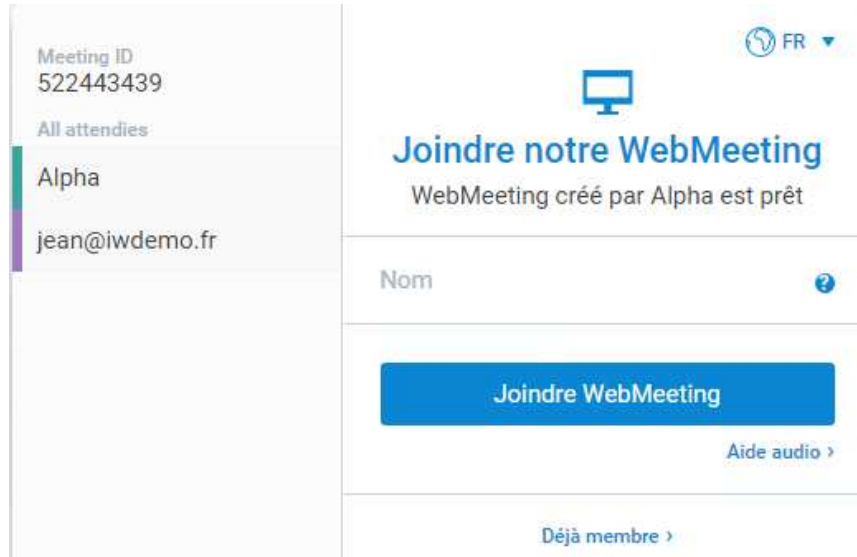 Meeting ID
522443439
All attendies
Alpha
jean@iwdemo.fr
FR
Joindre notre WebMeeting
WebMeeting créé par Alpha est prêt
Nom
?
Joindre WebMeeting
Aide audio ›
Déjà membre ›